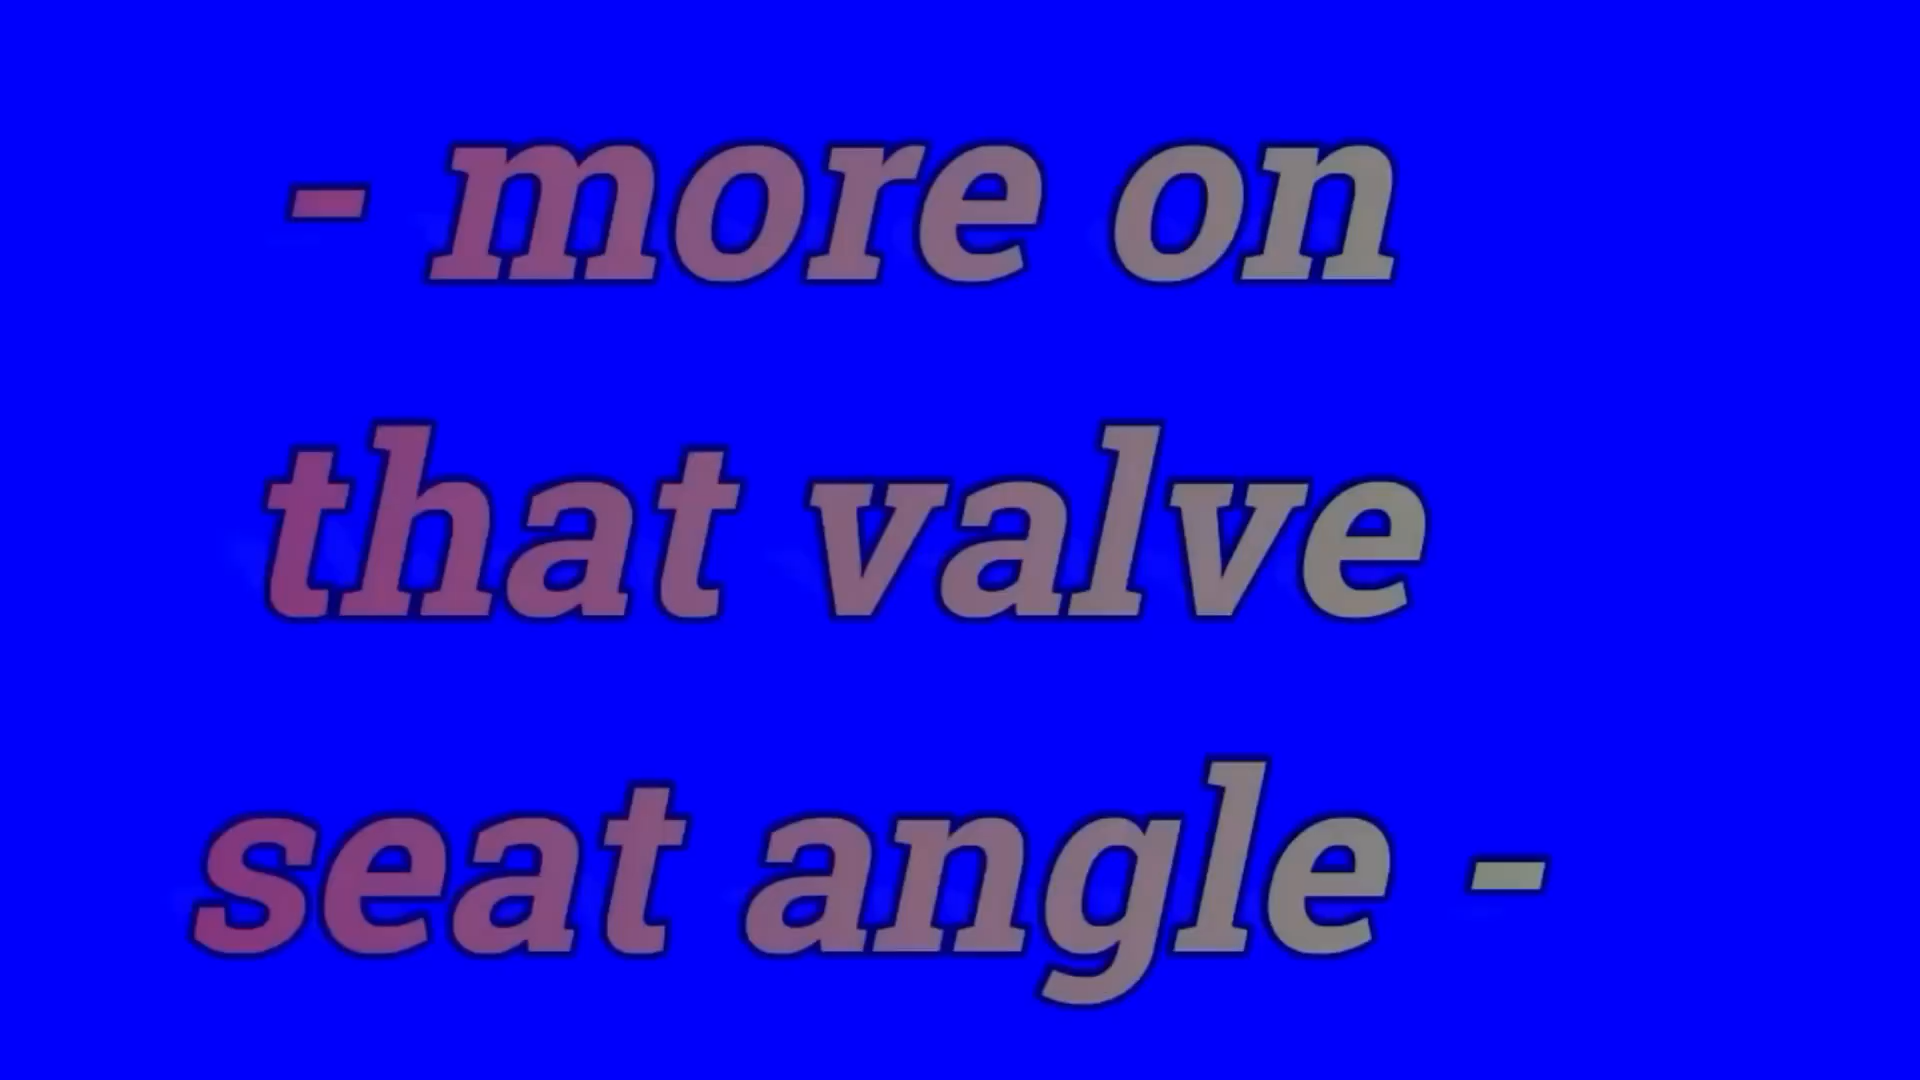 - more on
that valve
seat angle -